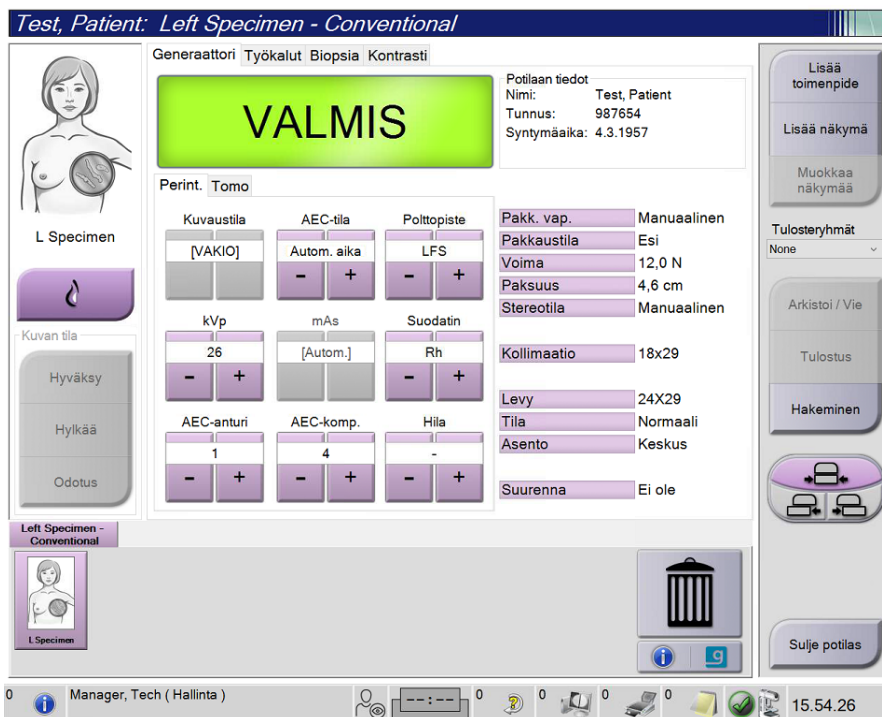 Test, Patient: Left Specimen - Conventional
Generaattori Työkalut Biopsia Kontrasti
VALMIS
Potilaan tiedot
Nimi: Test, Patient
Tunnus: 987654
Syntymäaika: 4.3.1957
L Specimen
Kuvan tila
Hyväksy
Hylkää
Odotus
Perint. Tomo
Kuvaustila AEC-tila Polttopiste
[VAKIO] Autom. aika LFS
- + - +
kVp mAs Suodatin
26 [Autom.] Rh
- + - +
AEC-anturi AEC-komp. Hila
1 4 -
- + - + - +
Pakk. vap. Manuaalinen
Pakkaustila Esi
Voima 12,0 N
Paksuus 4,6 cm
Stereotila Manuaalinen
Kollimaatio 18x29
Levy 24X29
Tila Normaali
Asento Keskus
Suurenna Ei ole
Lisää
toimenpide
Lisää näkymä
Muokkaa
näkymää
Tulosteryhmät
None
Arkistoi / Vie
Tulostus
Hakeminen
Sulje potilas
Left Specimen -
Conventional
L Specimen
i g
0 i Manager, Tech ( Hallinta ) --:-- 0 ? 0 0 0 15.54.26